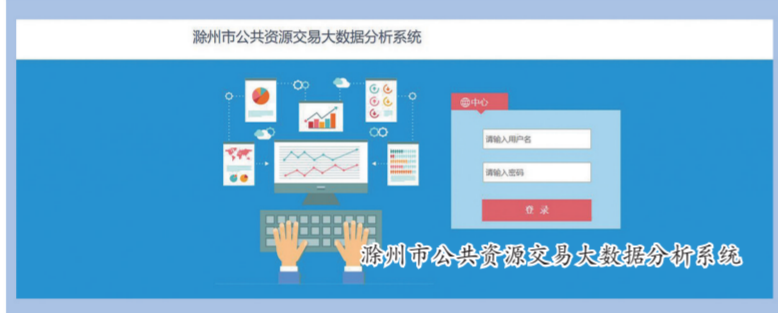 滁州市公共资源交易大数据分析系统
中心
请输入用户名
请输入密码
登 录
滁州市公共资源交易大数据分析系统